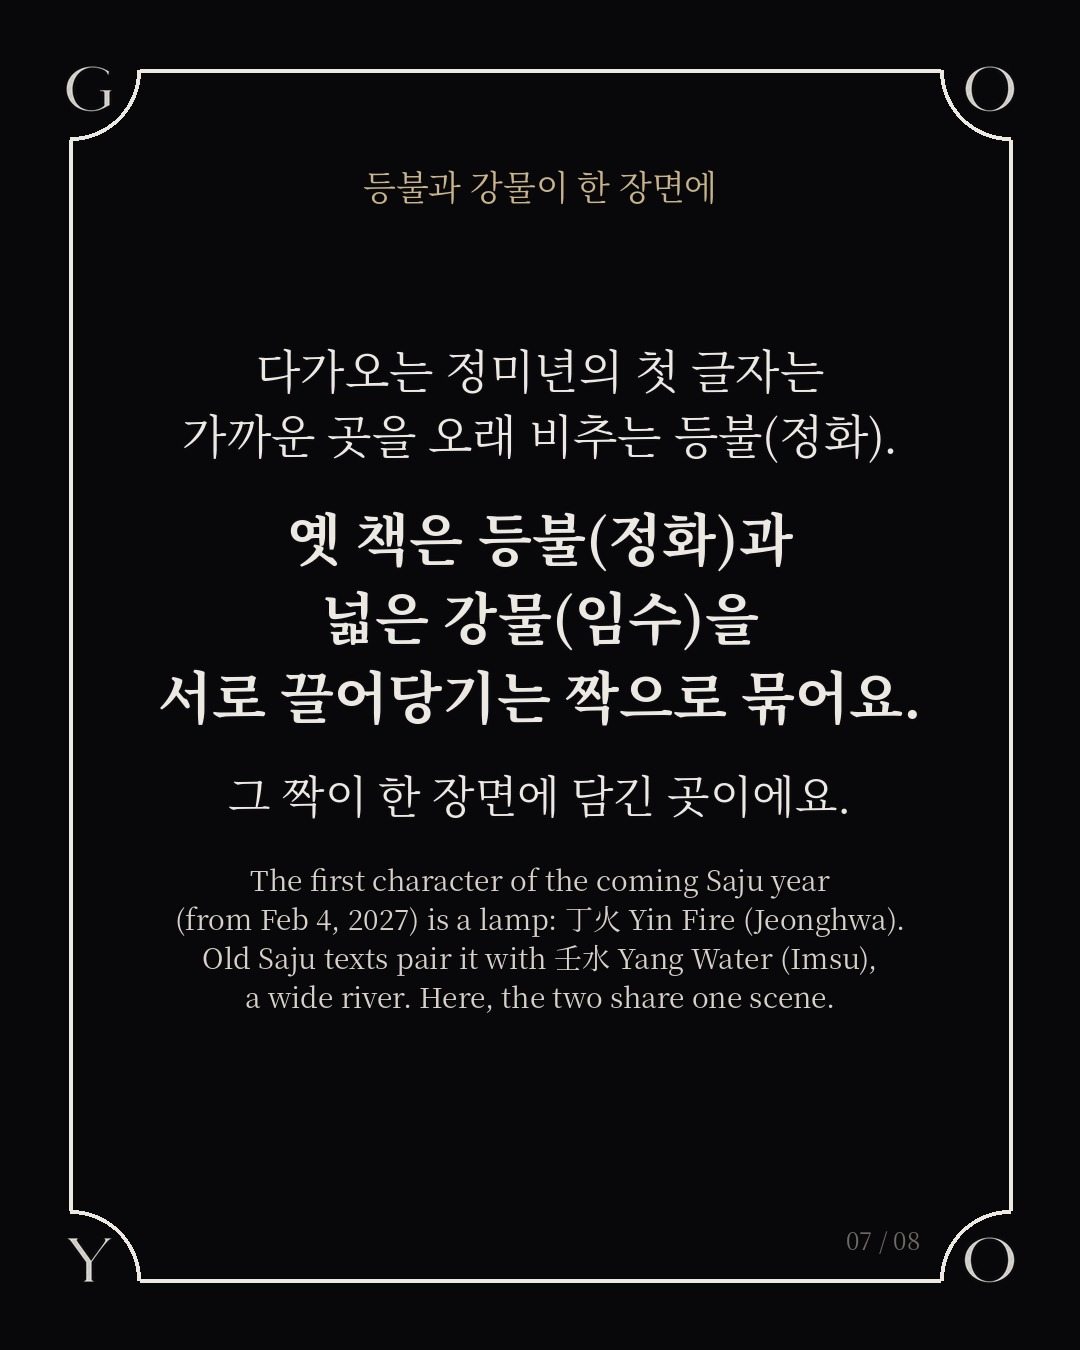 G O
등불과 강물이 한 장면에
다가오는 정미년의 첫 글자는
가까운 곳을 오래 비추는 등불(정화).
옛 책은 등불(정화)과
넓은 강물(임수)을
서로 끌어당기는 짝으로 묶어요.
그 짝이 한 장면에 담긴 곳이에요.
The first character of the coming Saju year
(from Feb 4, 2027) is a lamp: 丁火 Yin Fire (Jeonghwa).
Old Saju texts pair it with 壬水 Yang Water (Imsu),
a wide river. Here, the two share one scene.
07 / 08
Y O